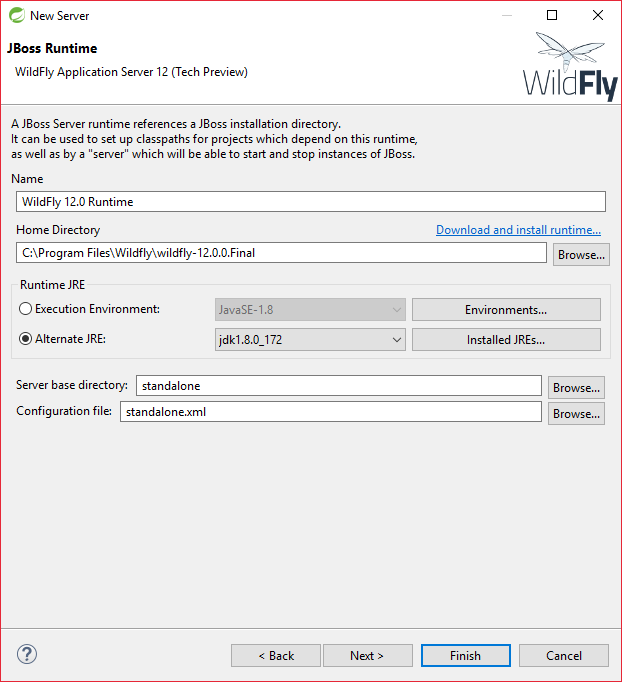 New Server
JBoss Runtime
WildFly Application Server 12 (Tech Preview)
WildFly
A JBoss Server runtime references a JBoss installation directory.
It can be used to set up classpaths for projects which depend on this runtime,
as well as by a "server" which will be able to start and stop instances of JBoss.
Name
WildFly 12.0 Runtime
Home Directory Download and install runtime...
C:\Program Files\Wildfly\wildfly-12.0.0.Final Browse...
Runtime JRE
Execution Environment: JavaSE-1.8 Environments...
Alternate JRE: jdk1.8.0_172 Installed JREs...
Server base directory: standalone Browse...
Configuration file: standalone.xml Browse...
? < Back Next > Finish Cancel